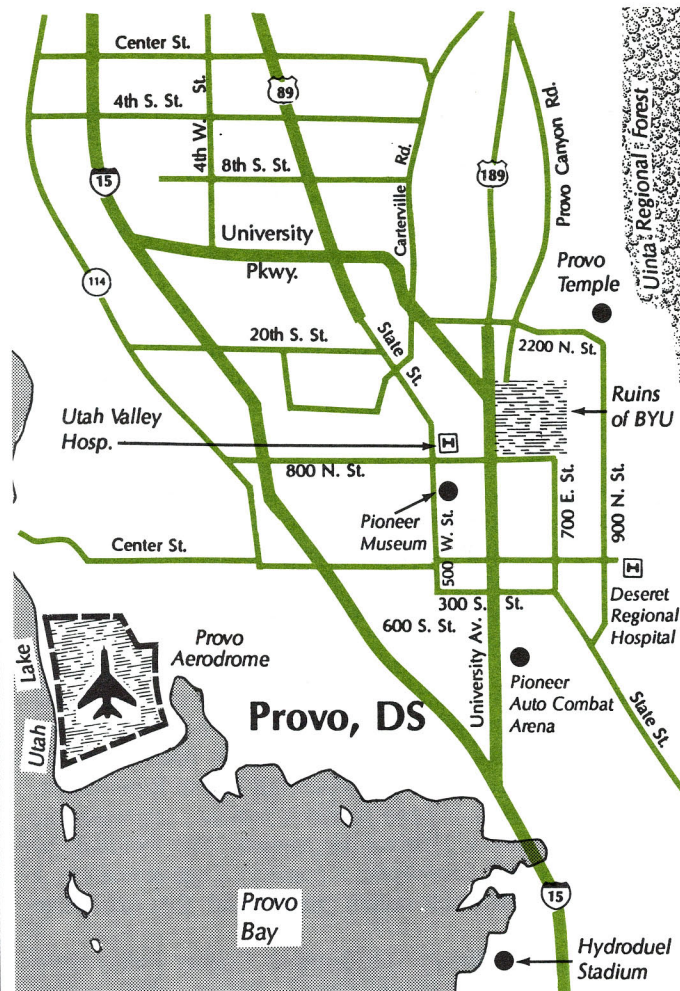 Center St.
4th S. St.
4th W. St.
89
8th S. St.
15
Carterville Rd.
189
Provo Canyon Rd.
Uinta Regional Forest
University
Pkwy.
114
Provo
Temple
20th S. St.
State St.
2200 N. St.
Utah Valley
Hosp.
H
Ruins
of BYU
800 N. St.
Pioneer
Museum
500 W. St.
700 E. St.
900 N. St.
Center St.
H
Deseret
Regional
Hospital
300 S. St.
600 S. St.
University Av.
Provo
Aerodrome
Utah Lake
Pioneer
Auto Combat
Arena
State St.
Provo, DS
15
Provo
Bay
Hydroduel
Stadium